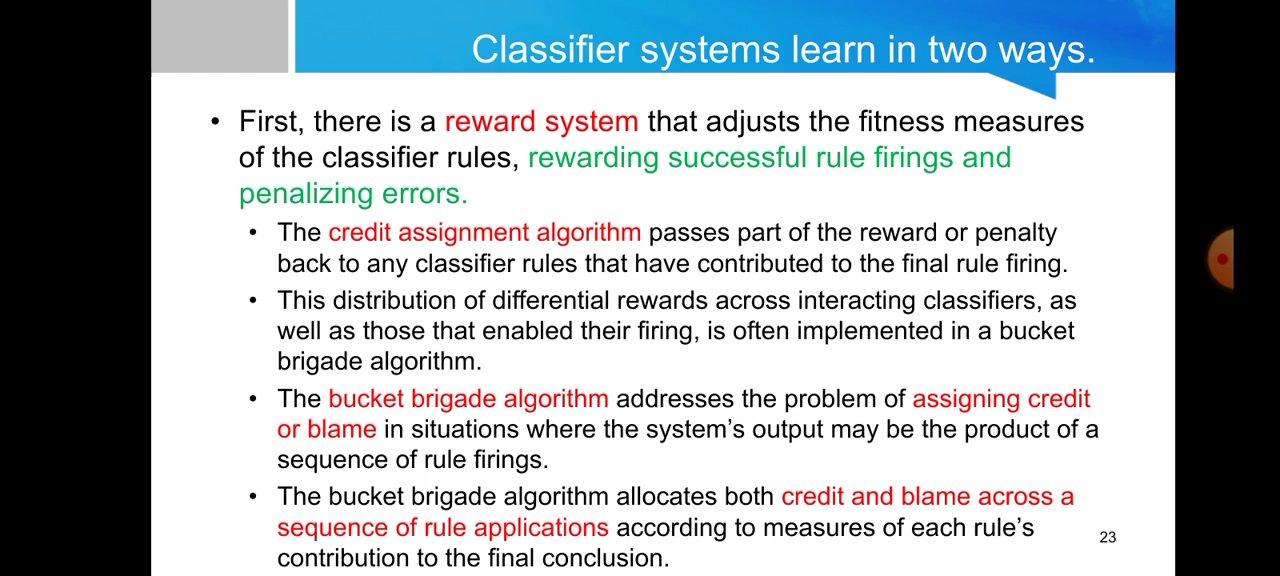 Classifier systems learn in two ways.
• First, there is a reward system that adjusts the fitness measures
of the classifier rules, rewarding successful rule firings and
penalizing errors.
• The credit assignment algorithm passes part of the reward or penalty
back to any classifier rules that have contributed to the final rule firing.
• This distribution of differential rewards across interacting classifiers, as
well as those that enabled their firing, is often implemented in a bucket
brigade algorithm.
• The bucket brigade algorithm addresses the problem of assigning credit
or blame in situations where the system's output may be the product of a
sequence of rule firings.
• The bucket brigade algorithm allocates both credit and blame across a
sequence of rule applications according to measures of each rule's
contribution to the final conclusion.
23